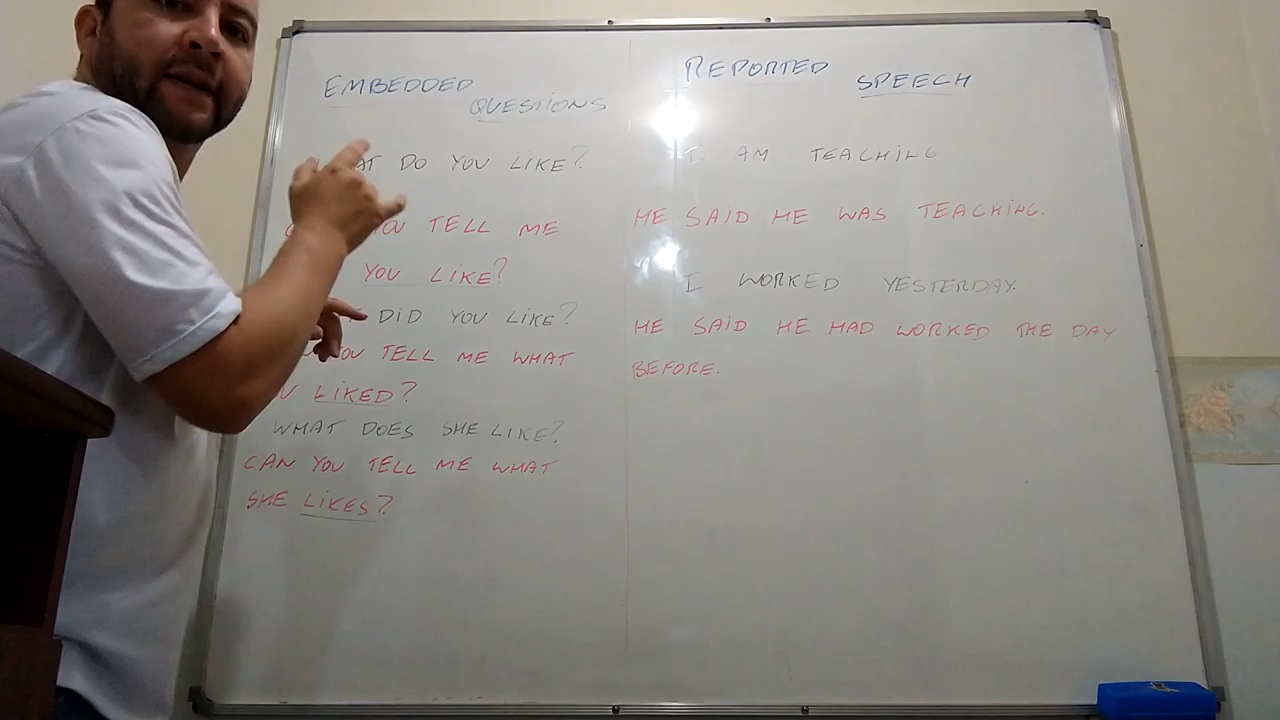 EMBEDDED
QUESTIONS
DO YOU LIKE?
TELL ME
YOU LIKE?
DID YOU LIKE?
TELL ME WHAT
LIKED?
WHAT DOES SHE LIKE?
CAN YOU TELL ME WHAT
SHE LIKES?
REPORTED
SPEECH
I AM TEACHING
HE SAID HE WAS TEACHING.
I WORKED YESTERDAY.
HE SAID HE HAD WORKED THE DAY
BEFORE.